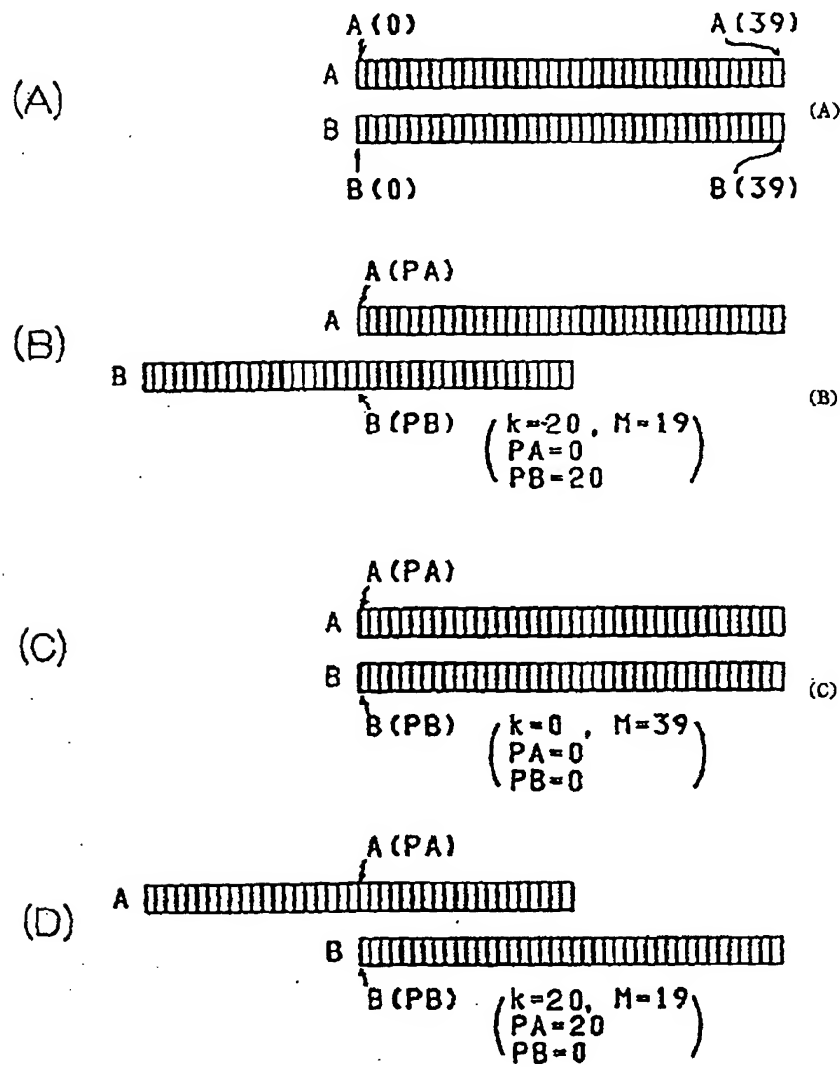 A(0) A(39)
(A) A
B (A)
B(0) B(39)
A(PA)
(B) A
B (B)
B(PB) k=-20, M=19
PA=0
PB=20
A(PA)
(C) A
B (C)
B(PB) k=0, M=39
PA=0
PB=0
A(PA)
(D) A
B
B(PB) k=20, M=19
PA=20
PB=0